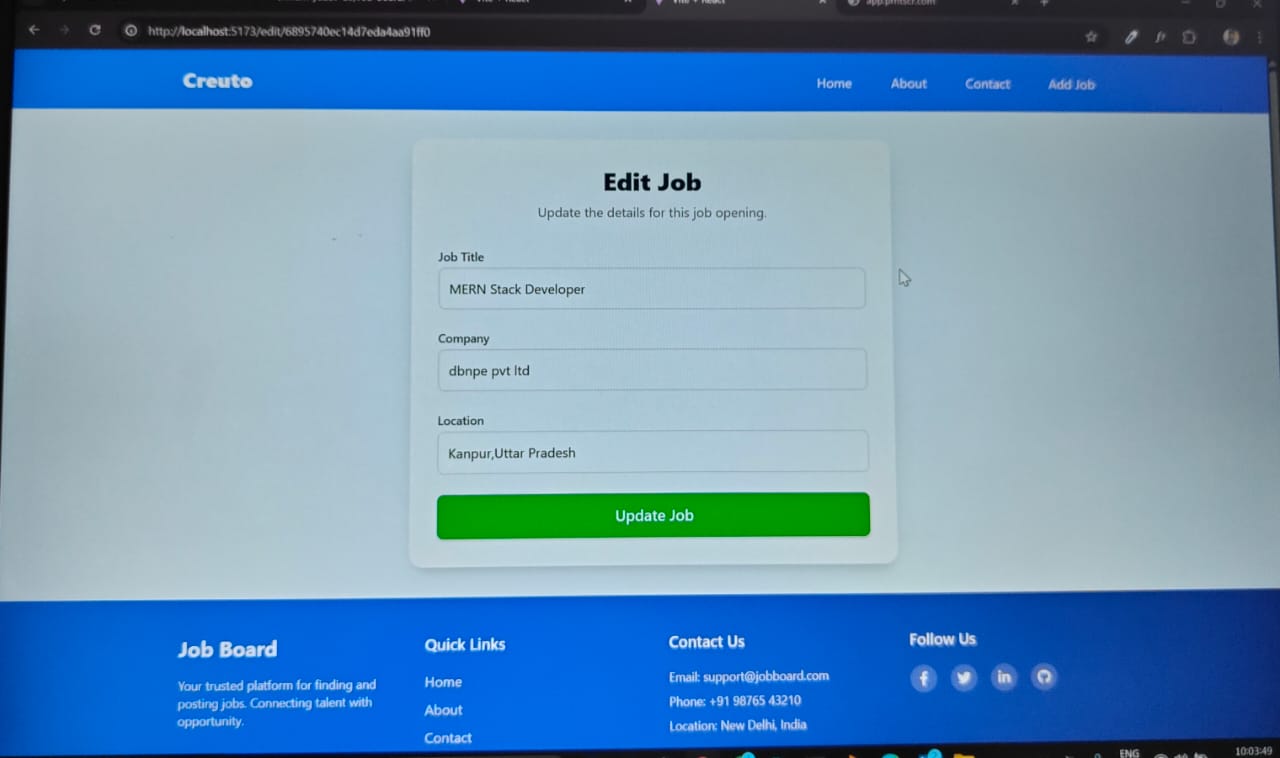 app.prntscr.com
http://localhost:5173/edit/6895740ec14d7eda4aa91ff0
Creuto
Home About Contact Add Job
Edit Job
Update the details for this job opening.
Job Title
MERN Stack Developer
Company
dbnpe pvt ltd
Location
Kanpur,Uttar Pradesh
Update Job
Job Board
Your trusted platform for finding and
posting jobs. Connecting talent with
opportunity.
Quick Links
Home
About
Contact
Contact Us
Email: support@jobboard.com
Phone: +91 98765 43210
Location: New Delhi, India
Follow Us
ENG
10:03:49